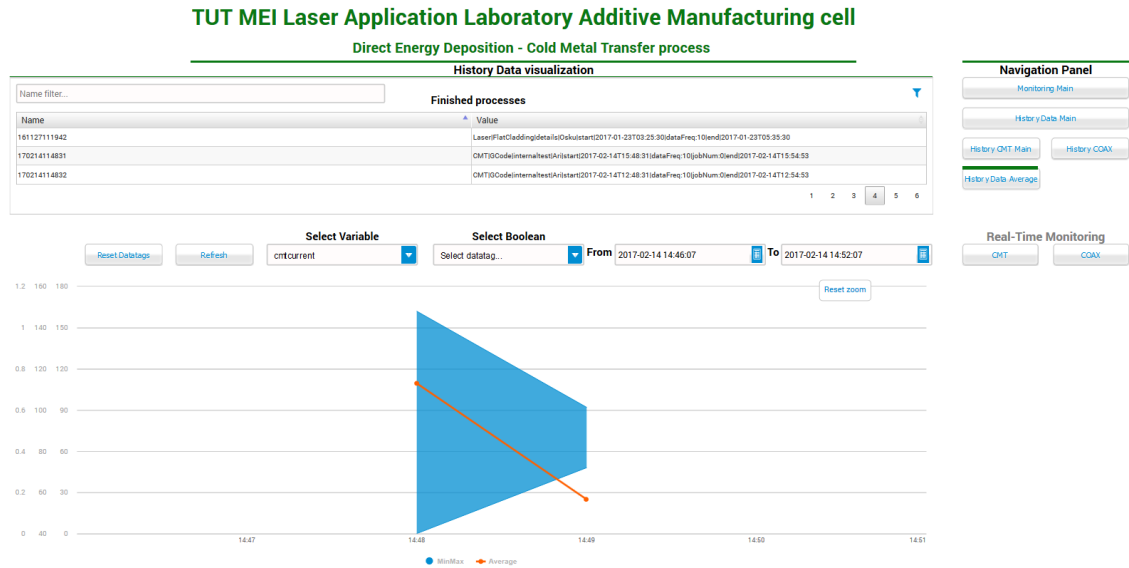 TUT MEI Laser Application Laboratory Additive Manufacturing cell
Direct Energy Deposition - Cold Metal Transfer process
History Data visualization
Name filter...
Finished processes
Name Value
161127111942 Laser|FlatCladding|details|Osku|start|2017-01-23T03:25:30|dataFreq:10|end|2017-01-23T05:35:30
170214114831 CMT|GCode|internaltest|Ari|start|2017-02-14T15:48:31|dataFreq:10|jobNum:0|end|2017-02-14T15:54:53
170214114832 CMT|GCode|internaltest|Ari|start|2017-02-14T12:48:31|dataFreq:10|jobNum:0|end|2017-02-14T12:54:53
1 2 3 4 5 6
Navigation Panel
Monitoring Main
History Data Main
History CMT Main History COAX
History Data Average
Real-Time Monitoring
CMT COAX
Select Variable Select Boolean
Reset Datatags Refresh cmtcurrent Select datatag... From 2017-02-14 14:46:07 To 2017-02-14 14:52:07
Reset zoom
1.2 160 180
1 140 150
0.8 120 120
0.6 100 90
0.4 80 60
0.2 60 30
0 40 0
14:47 14:48 14:49 14:50 14:51
MinMax Average